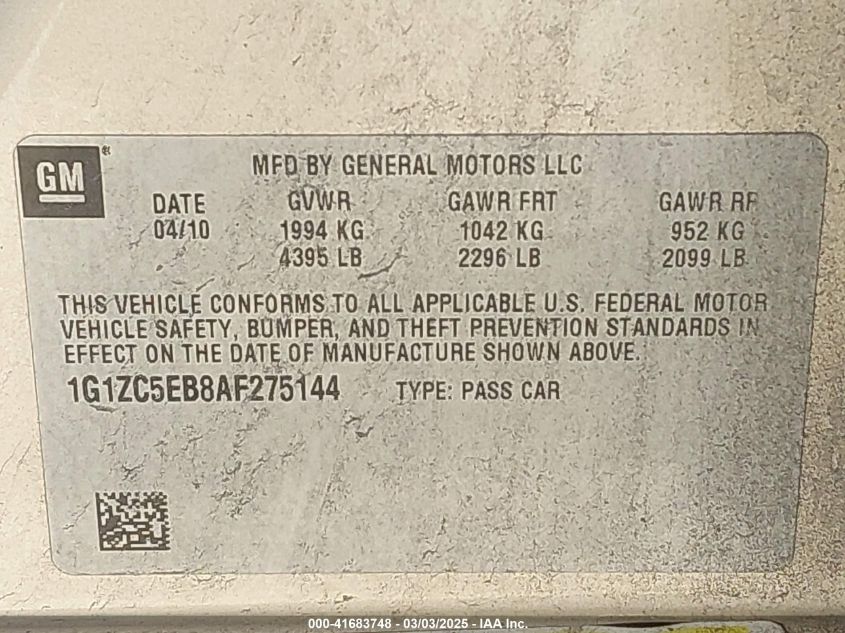 GM®
MFD BY GENERAL MOTORS LLC
DATE GVWR GAWR FRT GAWR RR
04/10 1994 KG 1042 KG 952 KG
4395 LB 2296 LB 2099 LB
THIS VEHICLE CONFORMS TO ALL APPLICABLE U.S. FEDERAL MOTOR
VEHICLE SAFETY, BUMPER, AND THEFT PREVENTION STANDARDS IN
EFFECT ON THE DATE OF MANUFACTURE SHOWN ABOVE.
1G1ZC5EB8AF275144 TYPE: PASS CAR
000-41683748 - 03/03/2025 - IAA Inc.